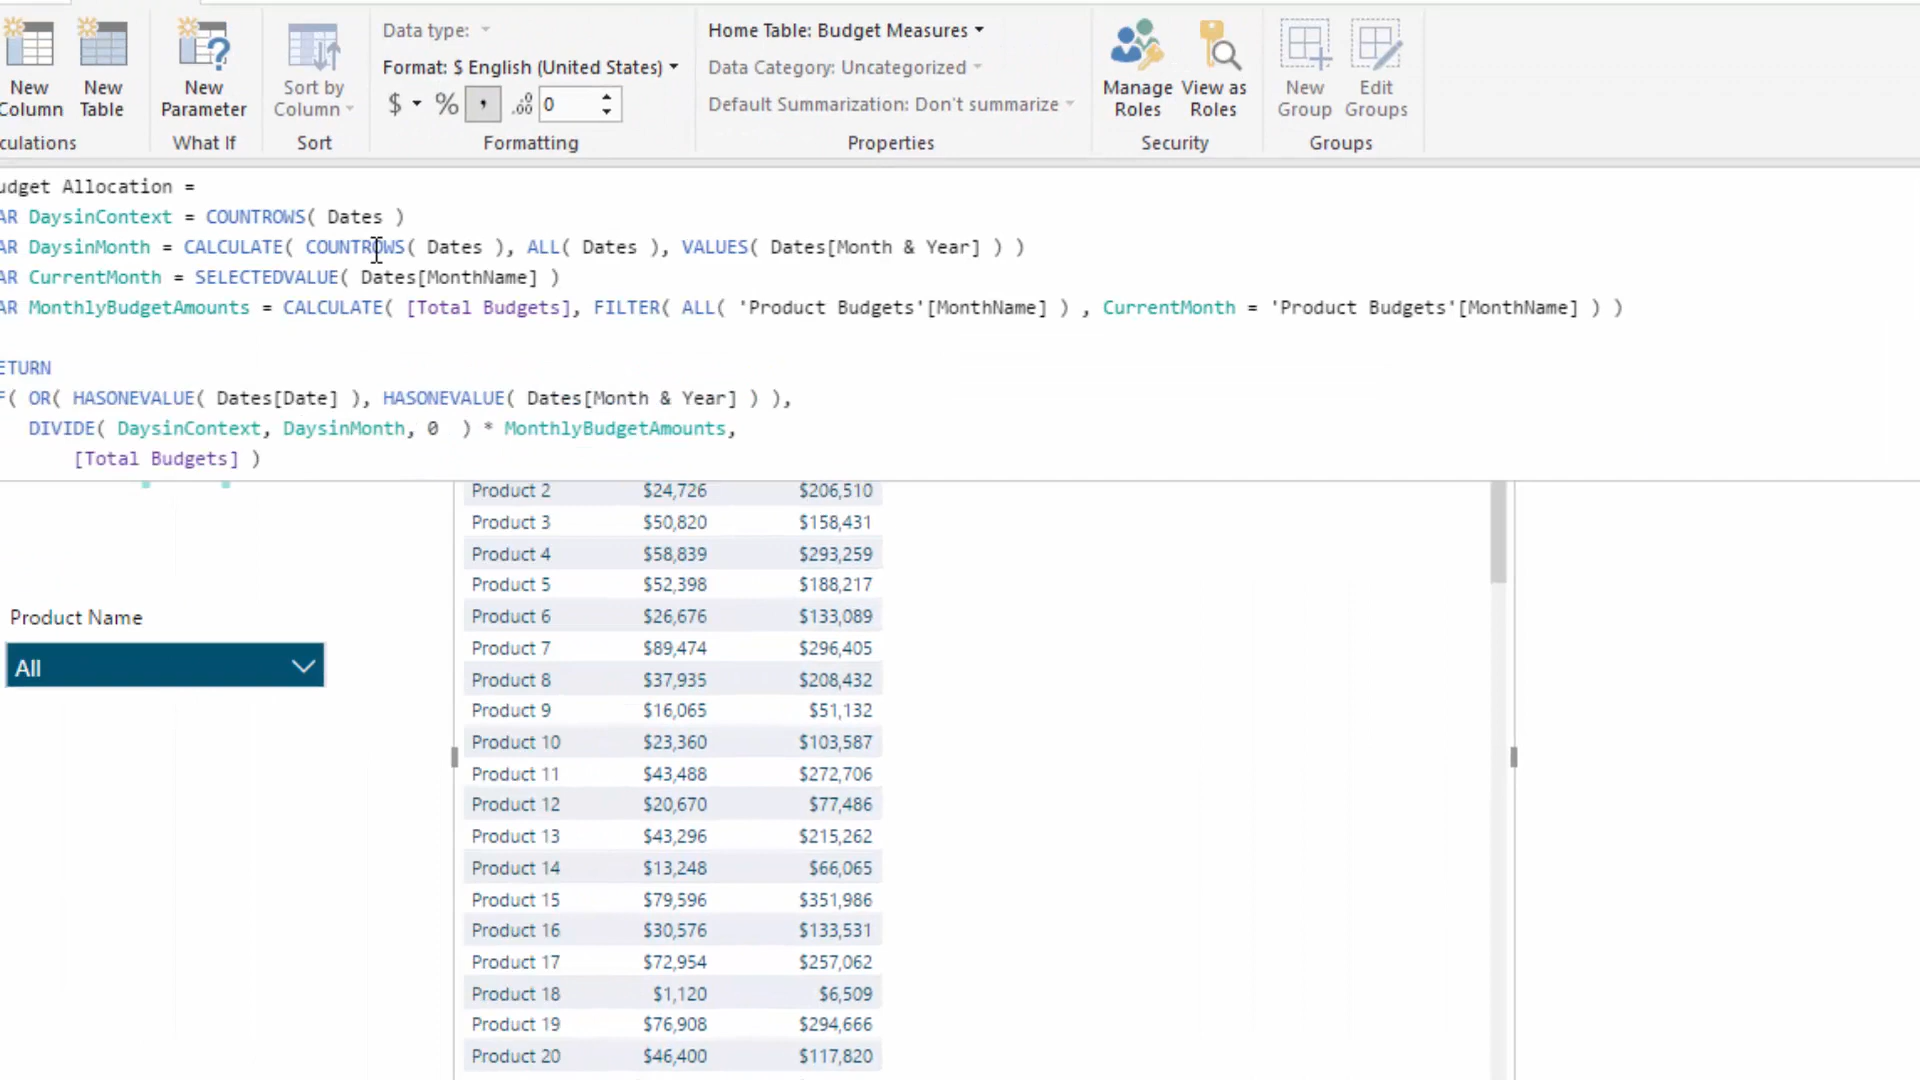 Data type:
Home Table: Budget Measures
Format: $ English (United States)
Data Category: Uncategorized
$ % , .00 0
Default Summarization: Don't summarize
New Column
New Table
New Parameter
Sort by Column
Manage Roles
View as Roles
New Group
Edit Groups
culations
What If
Sort
Formatting
Properties
Security
Groups
udget Allocation =
AR DaysinContext = COUNTROWS( Dates )
AR DaysinMonth = CALCULATE( COUNTROWS( Dates ), ALL( Dates ), VALUES( Dates[Month & Year] ) )
AR CurrentMonth = SELECTEDVALUE( Dates[MonthName] )
AR MonthlyBudgetAmounts = CALCULATE( [Total Budgets], FILTER( ALL( 'Product Budgets'[MonthName] ) , CurrentMonth = 'Product Budgets'[MonthName] ) )
ETURN
F( OR( HASONEVALUE( Dates[Date] ), HASONEVALUE( Dates[Month & Year] ) ),
DIVIDE( DaysinContext, DaysinMonth, 0 ) * MonthlyBudgetAmounts,
[Total Budgets] )
Product Name
All
Product 2 $24,726 $206,510
Product 3 $50,820 $158,431
Product 4 $58,839 $293,259
Product 5 $52,398 $188,217
Product 6 $26,676 $133,089
Product 7 $89,474 $296,405
Product 8 $37,935 $208,432
Product 9 $16,065 $51,132
Product 10 $23,360 $103,587
Product 11 $43,488 $272,706
Product 12 $20,670 $77,486
Product 13 $43,296 $215,262
Product 14 $13,248 $66,065
Product 15 $79,596 $351,986
Product 16 $30,576 $133,531
Product 17 $72,954 $257,062
Product 18 $1,120 $6,509
Product 19 $76,908 $294,666
Product 20 $46,400 $117,820